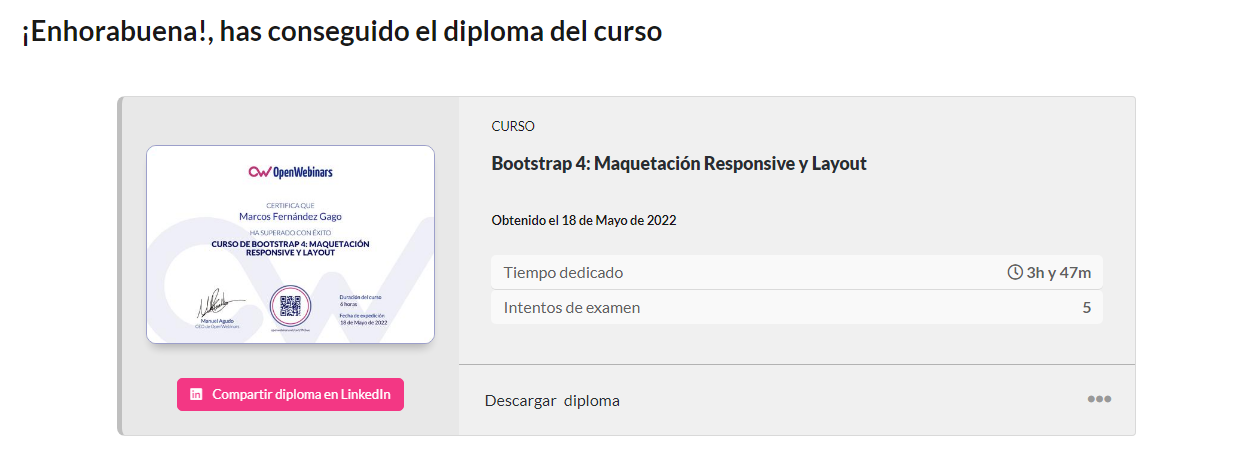 ¡Enhorabuena!, has conseguido el diploma del curso
OpenWebinars
CERTIFICA QUE
Marcos Fernández Gago
HA SUPERADO CON ÉXITO
CURSO DE BOOTSTRAP 4: MAQUETACIÓN
RESPONSIVE Y LAYOUT
Manuel Agudo
CEO de OpenWebinars
Duración del curso
6 horas
Fecha de expedición
18 de Mayo de 2022
Compartir diploma en LinkedIn
CURSO
Bootstrap 4: Maquetación Responsive y Layout
Obtenido el 18 de Mayo de 2022
Tiempo dedicado 3h y 47m
Intentos de examen 5
Descargar diploma